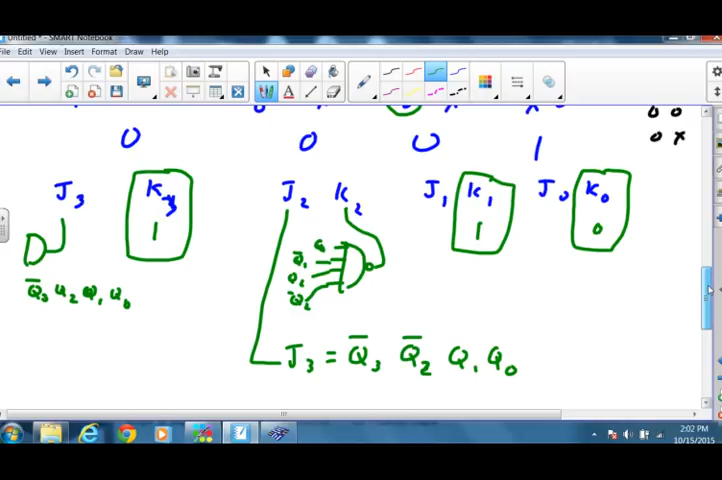 Untitled * - SMART Notebook
File Edit View Insert Format Draw Help
0 0 0 1
0 0
0 X
J₃ K₃ J₂ K₂ J₁ K₁ J₀ K₀
1 1 0
Q̅₃ Q₂ Q₁ Q₀
Q̅₁
Q̅₂
J₃ = Q̅₃ Q̅₂ Q₁ Q₀
2:02 PM
10/15/2015